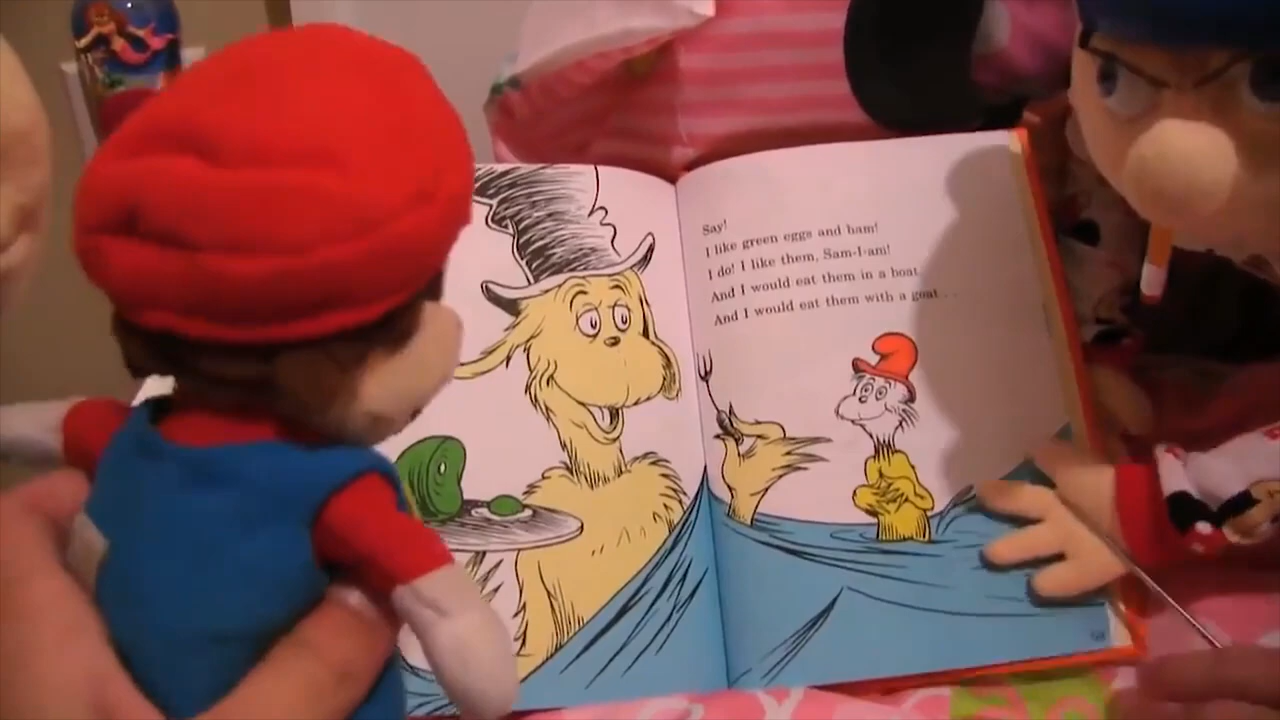 Say!
I like green eggs and ham!
I do! I like them, Sam-I-am!
And I would eat them in a boat.
And I would eat them with a goat . . .